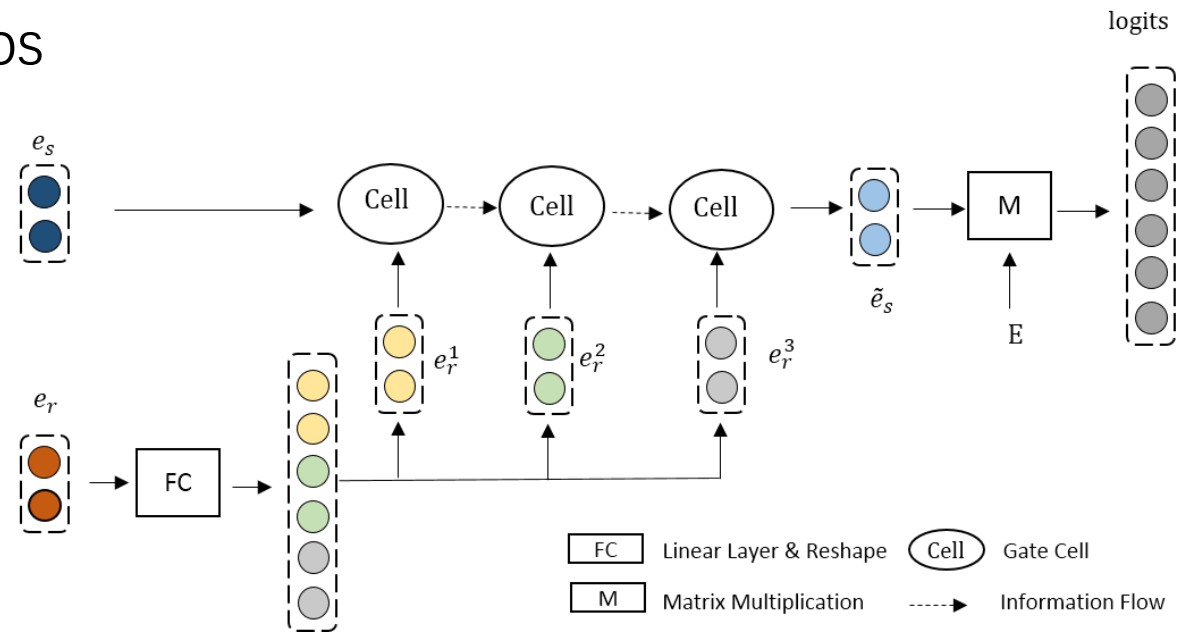 logits
OS
e_s
Cell
Cell
Cell
M
ẽ_s
E
e_r^1
e_r^2
e_r^3
e_r
FC
FC Linear Layer & Reshape
Cell Gate Cell
M Matrix Multiplication
Information Flow